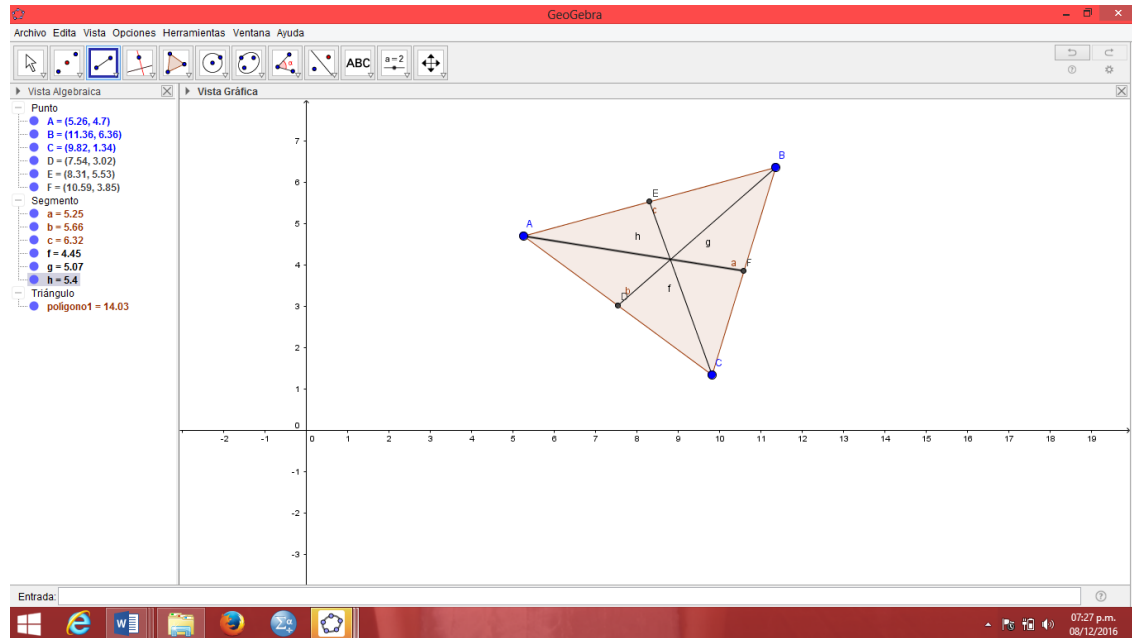 GeoGebra
Archivo Edita Vista Opciones Herramientas Ventana Ayuda
ABC a=2
Vista Algebraica
Vista Gráfica
Punto
A = (5.26, 4.7)
B = (11.36, 6.36)
C = (9.82, 1.34)
D = (7.54, 3.02)
E = (8.31, 5.53)
F = (10.59, 3.85)
Segmento
a = 5.25
b = 5.66
c = 6.32
f = 4.45
g = 5.07
h = 5.4
Triángulo
polígono1 = 14.03
7
6
5
4
3
2
1
0
-2 -1 0 1 2 3 4 5 6 7 8 9 10 11 12 13 14 15 16 17 18 19
-1
-2
-3
B
E
c
A
h
g
a F
f
b
D
C
Entrada:
07:27 p.m.
08/12/2016